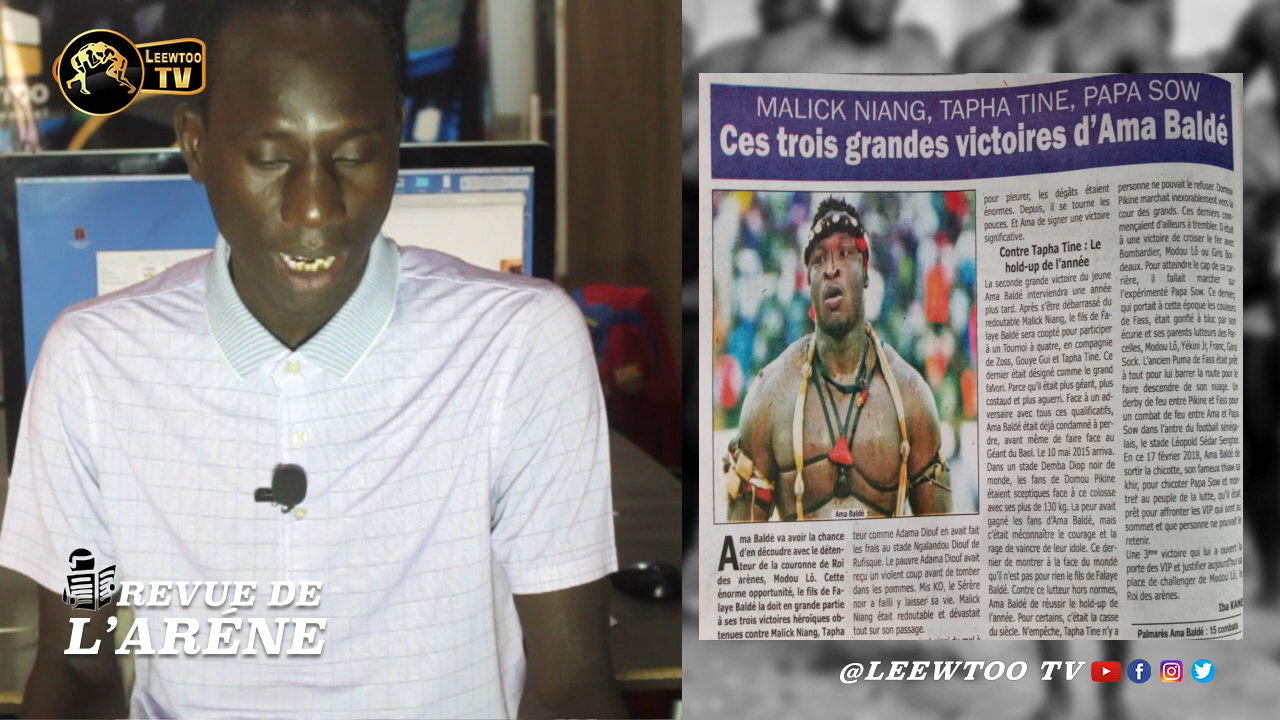 LEEWTOO
TV
REVUE DE
L'ARÉNE
MALICK NIANG, TAPHA TINE, PAPA SOW
Ces trois grandes victoires d'Ama Baldé
Ama Baldé
Ama Baldé va avoir la chance
d'en découdre avec le déten-
teur de la couronne de Roi
des arènes, Modou Lô. Cette
énorme opportunité, le fils de Fa-
laye Baldé la doit en grande partie
à ses trois victoires héroïques ob-
tenues contre Malick Niang, Tapha
teur comme Adama Diouf en avait fait
les frais au stade Ngalandou Diouf de
Rufisque. Le pauvre Adama Diouf avait
reçu un violent coup avant de tomber
dans les pommes. Mis KO, le Sérère
noir a failli y laisser sa vie. Malick
Niang était redoutable et dévastait
tout sur son passage.
pour pleurer, les dégâts étaient
énormes. Depuis, il se tourne les
pouces. Et Ama de signer une victoire
significative.
Contre Tapha Tine : Le
hold-up de l'année
La seconde grande victoire du jeune
Ama Baldé interviendra une année
plus tard. Après s'être débarrassé du
redoutable Malick Niang, le fils de Fa-
laye Baldé sera coopté pour participer
à un Tournoi à quatre, en compagnie
de Zoss, Gouye Gui et Tapha Tine. Ce
dernier était désigné comme le grand
favori. Parce qu'il était plus géant, plus
costaud et plus aguerri. Face à un ad-
versaire avec tous ces qualificatifs,
Ama Baldé était déjà condamné à per-
dre, avant même de faire face au
Géant du Baol. Le 10 mai 2015 arriva.
Dans un stade Demba Diop noir de
monde, les fans de Domou Pikine
étaient sceptiques face à ce colosse
avec ses plus de 130 kg. La peur avait
gagné les fans d'Ama Baldé, mais
c'était méconnaître le courage et la
rage de vaincre de leur idole. Ce der-
nier de montrer à la face du monde
qu'il n'est pas pour rien le fils de Falaye
Baldé. Contre ce lutteur hors normes,
Ama Baldé de réussir le hold-up de
l'année. Pour certains, c'était la casse
du siècle. N'empêche, Tapha Tine n'y a
personne ne pouvait le refuser. Domou
Pikine marchait inexorablement vers la
cour des grands. Ces derniers com-
mençaient d'ailleurs à trembler. Il était
à une victoire de croiser le fer avec
Bombardier, Modou Lô ou Gris Bor-
deaux. Pour atteindre le cap de sa car-
rière, il fallait marcher sur
l'expérimenté Papa Sow. Ce dernier,
qui portait à cette époque les couleurs
de Fass, était gonflé à bloc par son
écurie et ses parents lutteurs des Par-
celles, Modou Lô, Yékini Jr, Franc, Gora
Sock. L'ancien Puma de Fass était prêt
à tout pour lui barrer la route pour le
faire descendre de son nuage. Un
derby de feu entre Pikine et Fass pour
un combat de feu entre Ama et Papa
Sow dans l'antre du football sénéga-
lais, le stade Léopold Sédar Senghor.
En ce 17 février 2018, Ama Baldé de
sortir la chicotte, son fameux thiaw sa
khir, pour chicoter Papa Sow et mon-
tret au peuple de la lutte, qu'il était
prêt pour affronter les VIP qui sont au
sommet et que personne ne pouvait le
retenir.
Une 3ème victoire qui lui a ouvert la
porte des VIP et justifier aujourd'hui sa
place de challenger de Modou Lô, le
Roi des arènes.
Iba KANE
Palmarès Ama Baldé : 15 combats
@LEEWTOO TV